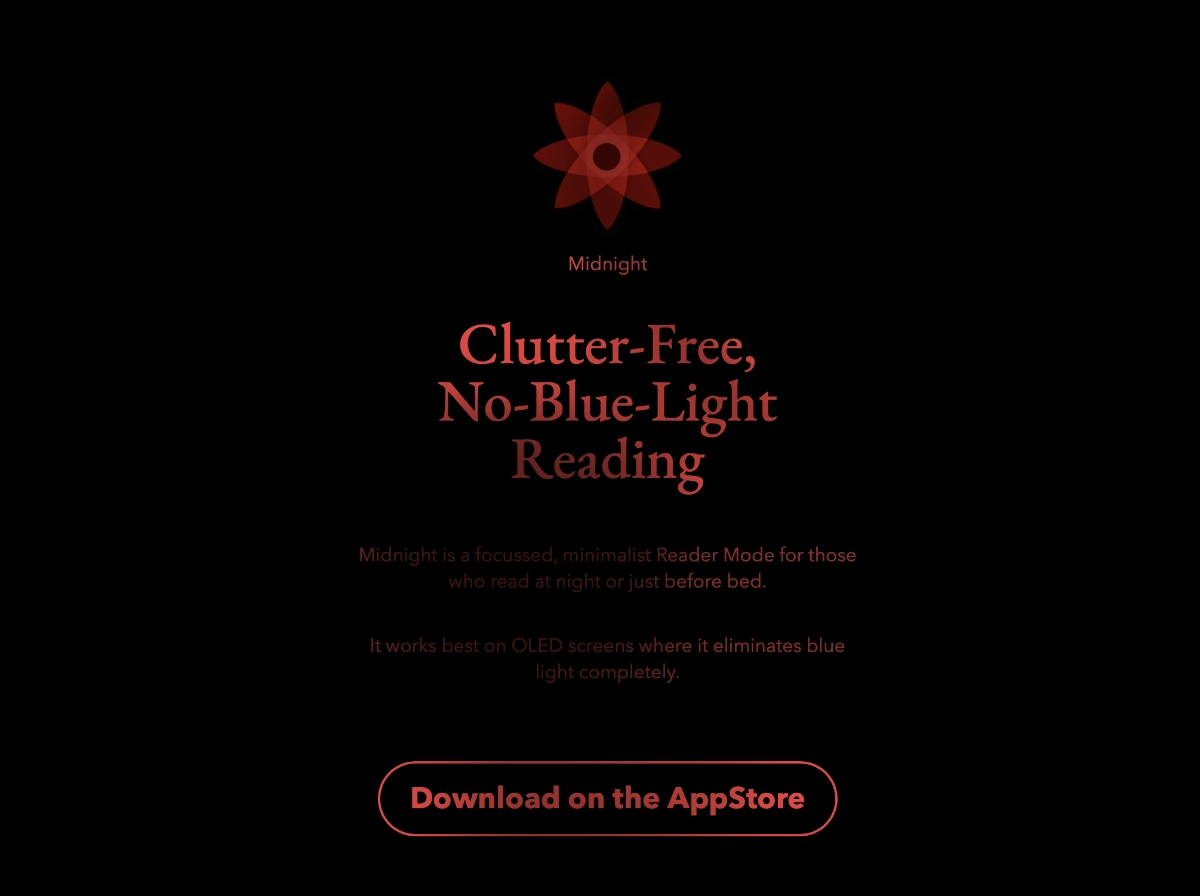 Midnight
Clutter-Free,
No-Blue-Light
Reading
Midnight is a focussed, minimalist Reader Mode for those
who read at night or just before bed.
It works best on OLED screens where it eliminates blue
light completely.
Download on the AppStore